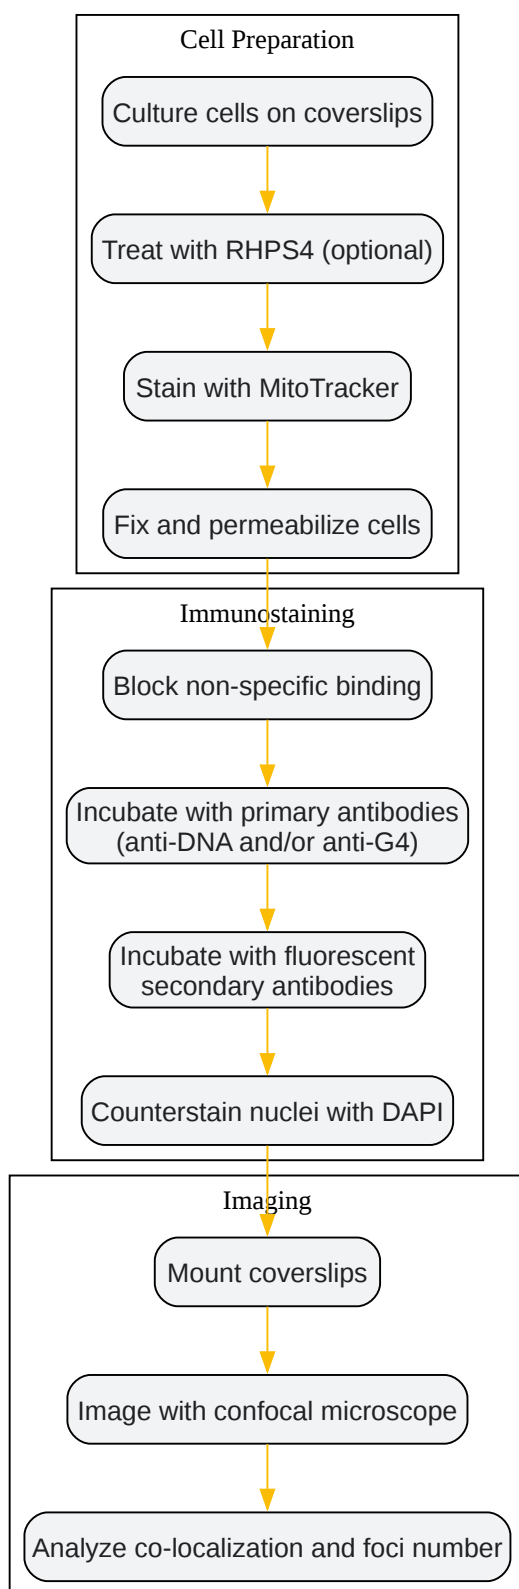 Cell Preparation
Culture cells on coverslips
Treat with RHPS4 (optional)
Stain with MitoTracker
Fix and permeabilize cells
Immunostaining
Block non-specific binding
Incubate with primary antibodies
(anti-DNA and/or anti-G4)
Incubate with fluorescent
secondary antibodies
Counterstain nuclei with DAPI
Imaging
Mount coverslips
Image with confocal microscope
Analyze co-localization and foci number